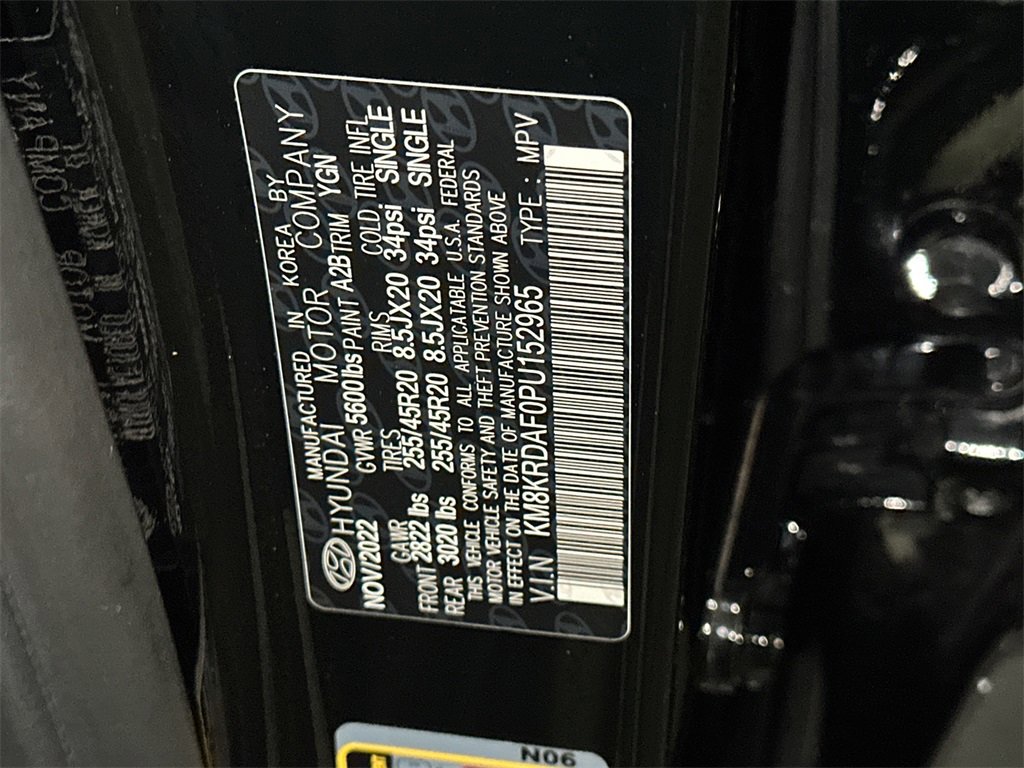 MANUFACTURED IN KOREA BY
HYUNDAI MOTOR COMPANY
NOV/2022 GVWR 5600lbs PAINT A2B TRIM YGN
GAWR TIRES RIMS COLD TIRE INFL
FRONT 2822 lbs 255/45R20 8.5JX20 34psi. SINGLE
REAR 3020 lbs 255/45R20 8.5JX20 34psi SINGLE
THIS VEHICLE CONFORMS TO ALL APPLICATABLE U.S.A. FEDERAL
MOTOR VEHICLE SAFETY AND THEFT PREVENTION STANDARDS
IN EFFECT ON THE DATE OF MANUFACTURE SHOWN ABOVE
V.I.N KM8KRDAF0PU152965 TYPE : MPV
N06